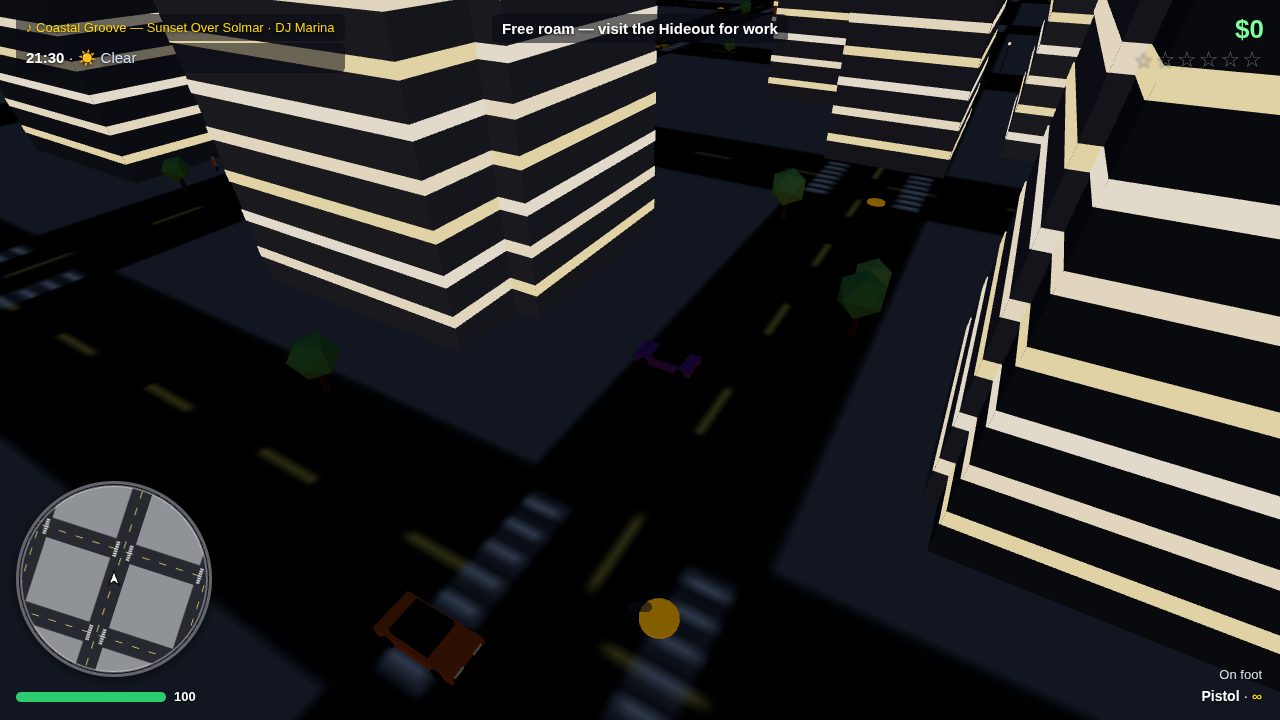 ♪ Coastal Groove — Sunset Over Solmar · DJ Marina
21:30 · ☀️ Clear
Free roam — visit the Hideout for work
$0
☆☆☆☆☆☆
100
On foot
Pistol · ∞